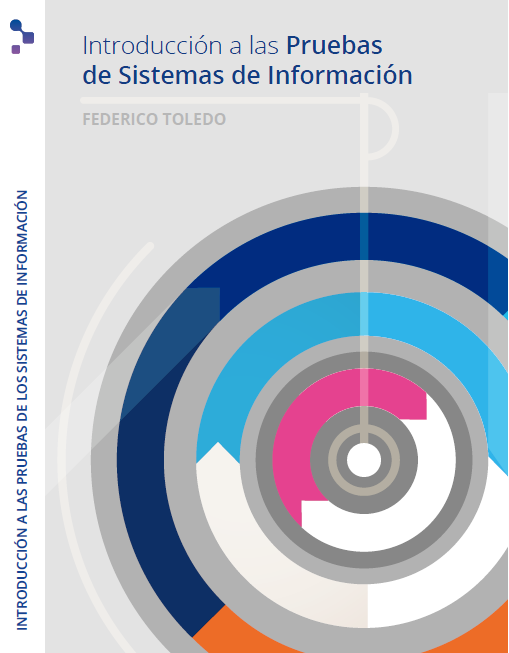 Introducción a las Pruebas
de Sistemas de Información
FEDERICO TOLEDO
INTRODUCCIÓN A LAS PRUEBAS DE LOS SISTEMAS DE INFORMACIÓN